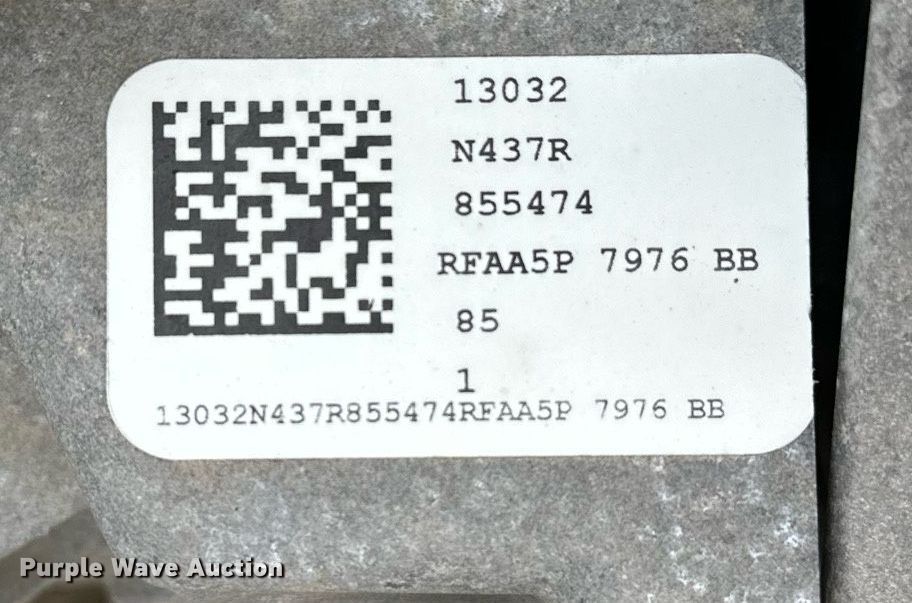 13032
N437R
855474
RFAA5P 7976 BB
85
1
13032N437R855474RFAA5P 7976 BB
Purple Wave Auction